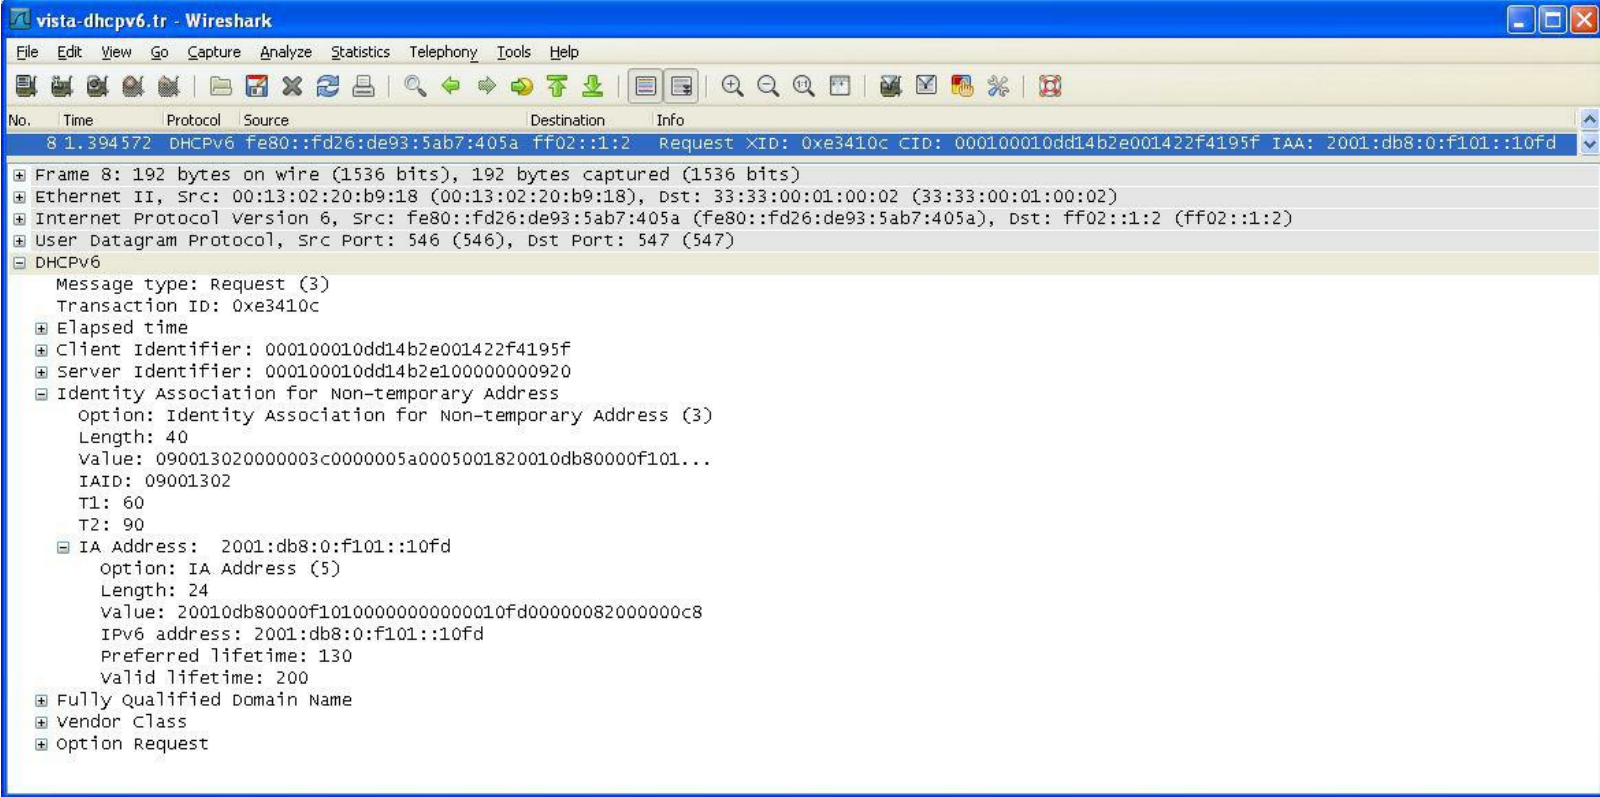 vista-dhcpv6.tr - Wireshark
File Edit View Go Capture Analyze Statistics Telephony Tools Help
No. Time Protocol Source Destination Info
8 1.394572 DHCPv6 fe80::fd26:de93:5ab7:405a ff02::1:2 Request XID: 0xe3410c CID: 000100010dd14b2e001422f4195f IAA: 2001:db8:0:f101::10fd
Frame 8: 192 bytes on wire (1536 bits), 192 bytes captured (1536 bits)
Ethernet II, Src: 00:13:02:20:b9:18 (00:13:02:20:b9:18), Dst: 33:33:00:01:00:02 (33:33:00:01:00:02)
Internet Protocol Version 6, Src: fe80::fd26:de93:5ab7:405a (fe80::fd26:de93:5ab7:405a), Dst: ff02::1:2 (ff02::1:2)
User Datagram Protocol, Src Port: 546 (546), Dst Port: 547 (547)
DHCPv6
Message type: Request (3)
Transaction ID: 0xe3410c
Elapsed time
Client Identifier: 000100010dd14b2e001422f4195f
Server Identifier: 000100010dd14b2e100000000920
Identity Association for Non-temporary Address
Option: Identity Association for Non-temporary Address (3)
Length: 40
Value: 090013020000003c0000005a0005001820010db80000f101...
IAID: 09001302
T1: 60
T2: 90
IA Address: 2001:db8:0:f101::10fd
Option: IA Address (5)
Length: 24
Value: 20010db80000f10100000000000010fd00000082000000c8
IPv6 address: 2001:db8:0:f101::10fd
Preferred lifetime: 130
Valid lifetime: 200
Fully Qualified Domain Name
Vendor Class
Option Request